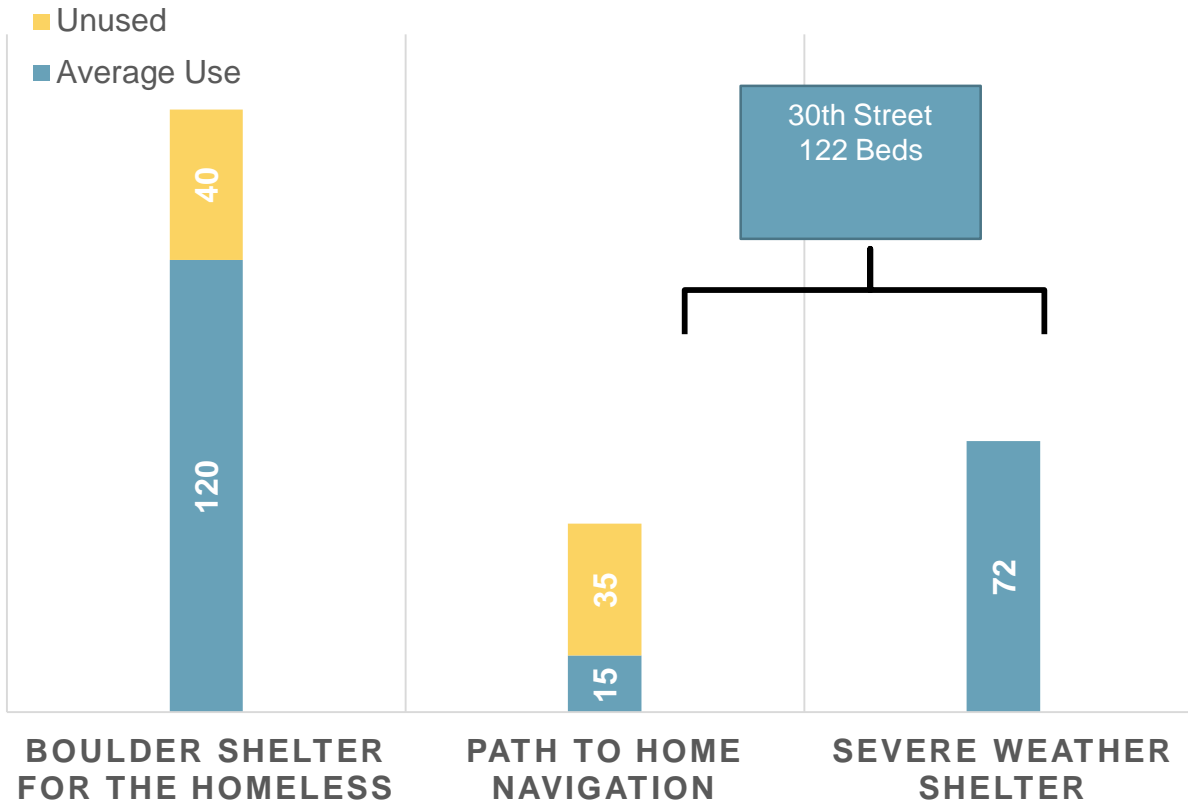 Unused
Average Use
30th Street
122 Beds
40
120
35
15
72
BOULDER SHELTER
FOR THE HOMELESS
PATH TO HOME
NAVIGATION
SEVERE WEATHER
SHELTER